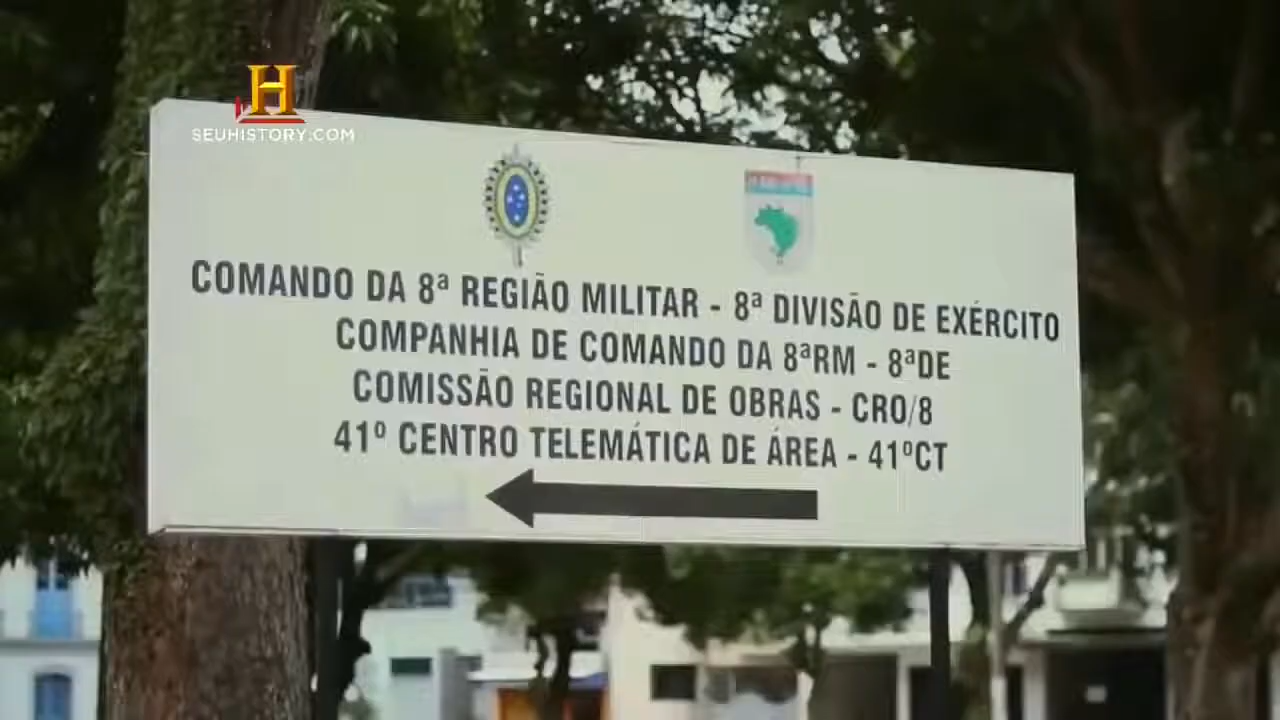 H
SEUHISTORY.COM
COMANDO DA 8ª REGIÃO MILITAR - 8ª DIVISÃO DE EXÉRCITO
COMPANHIA DE COMANDO DA 8ªRM - 8ªDE
COMISSÃO REGIONAL DE OBRAS - CRO/8
41º CENTRO TELEMÁTICA DE ÁREA - 41ºCT